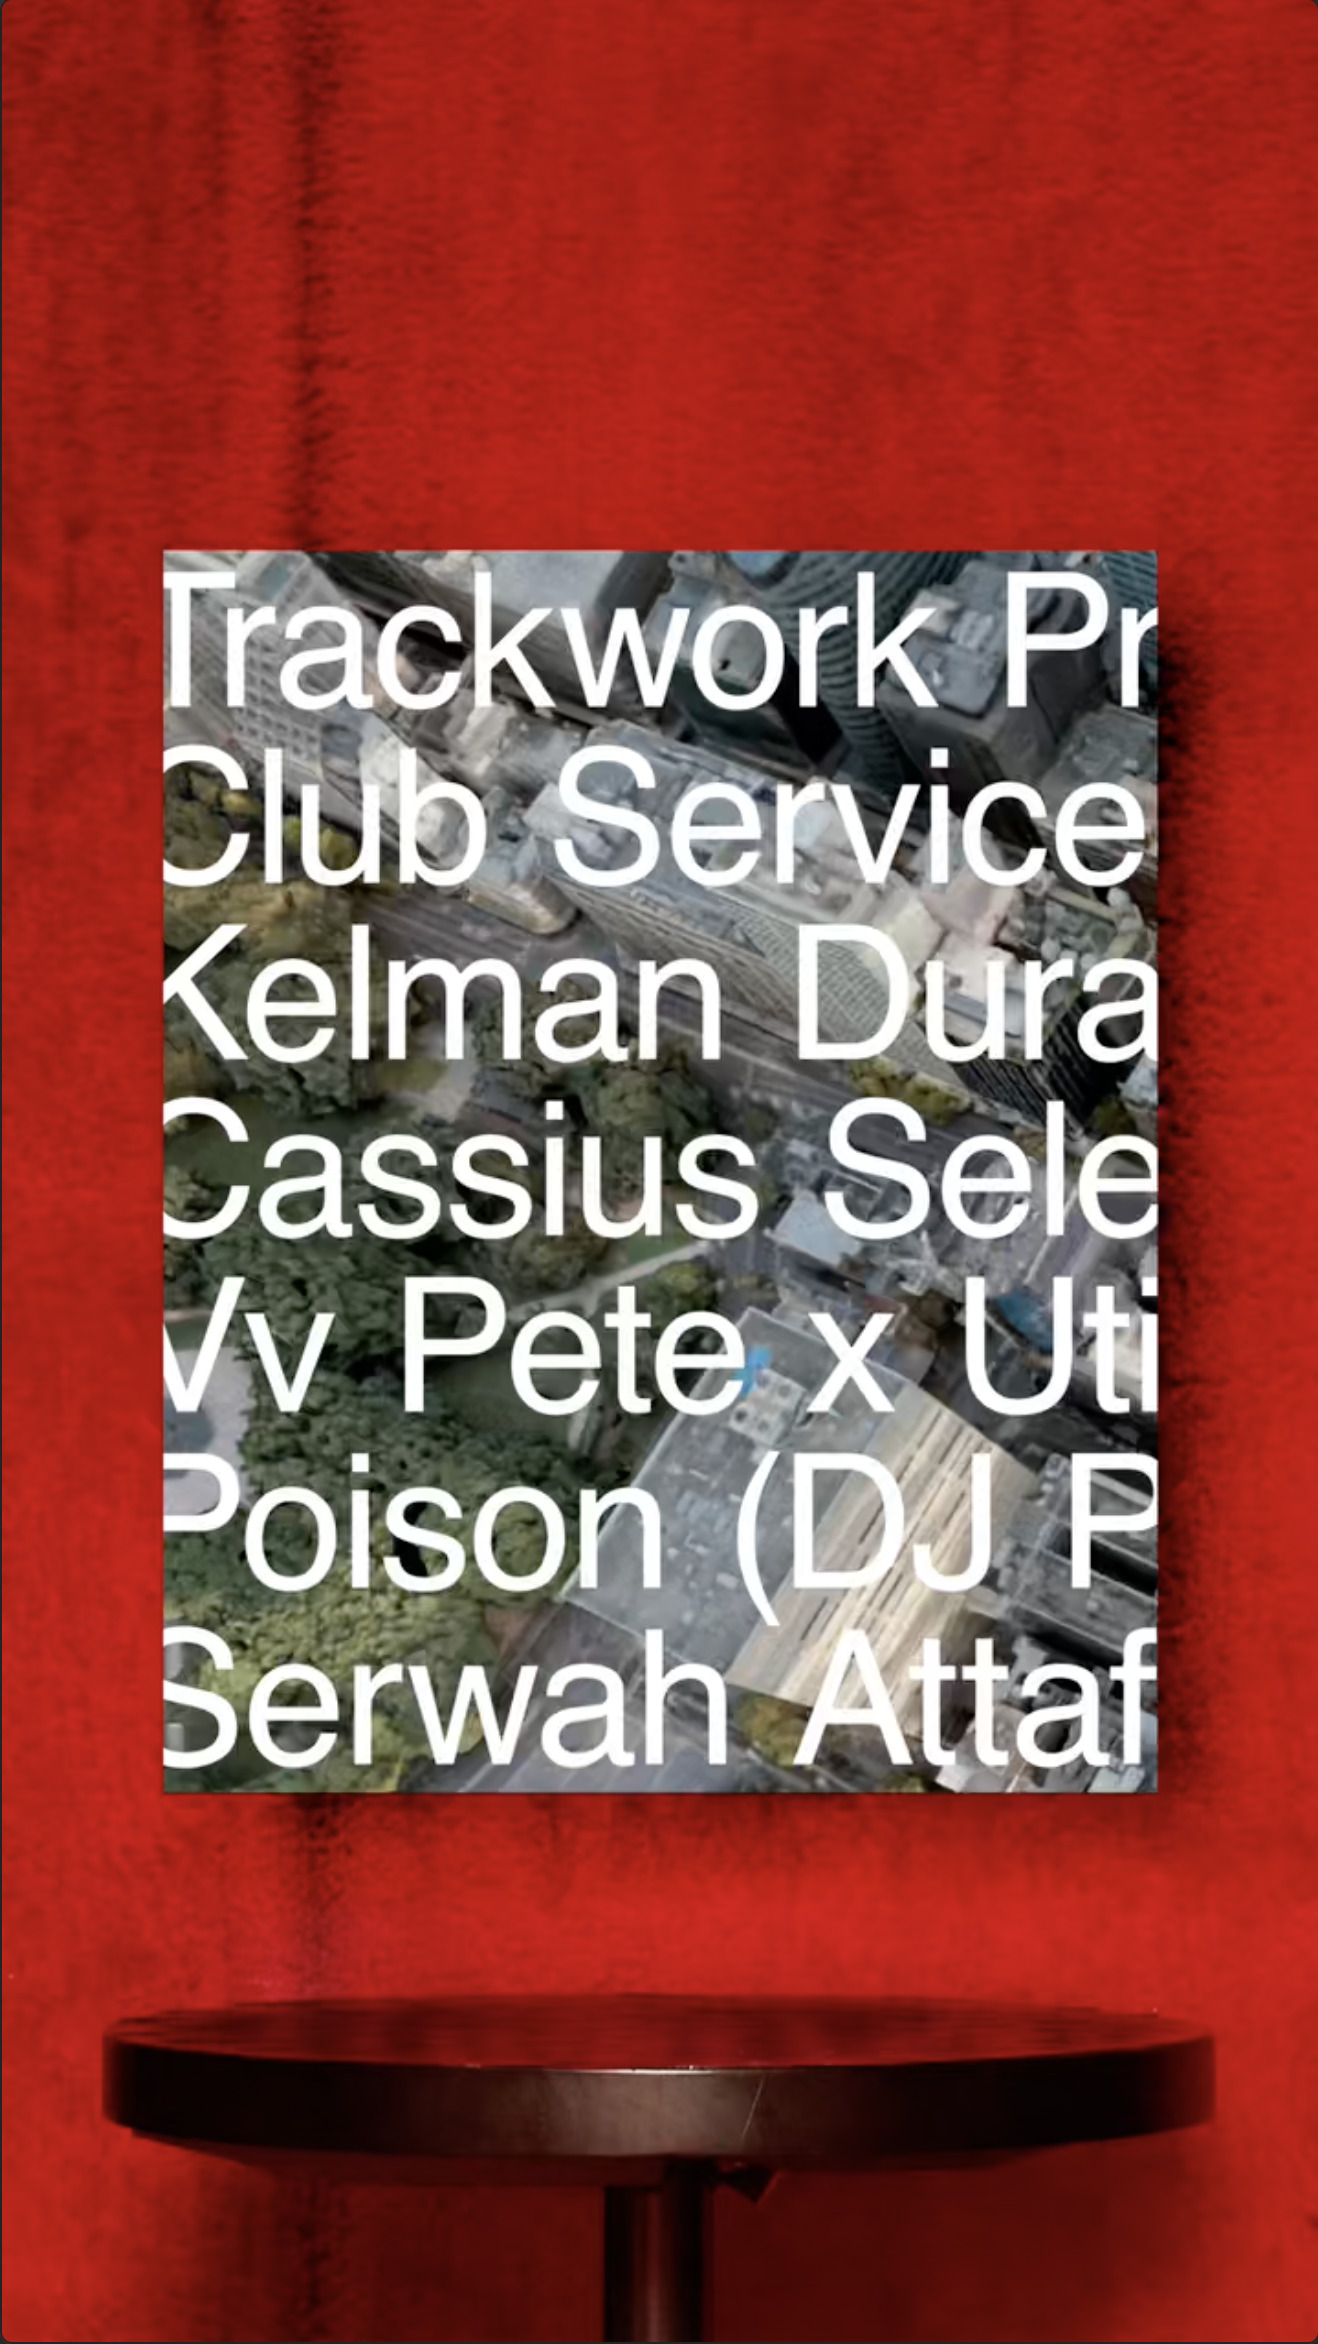 Trackwork Pr
Club Service
Kelman Dura
Cassius Sele
Vv Pete x Uti
Poison (DJ P
Serwah Attaf